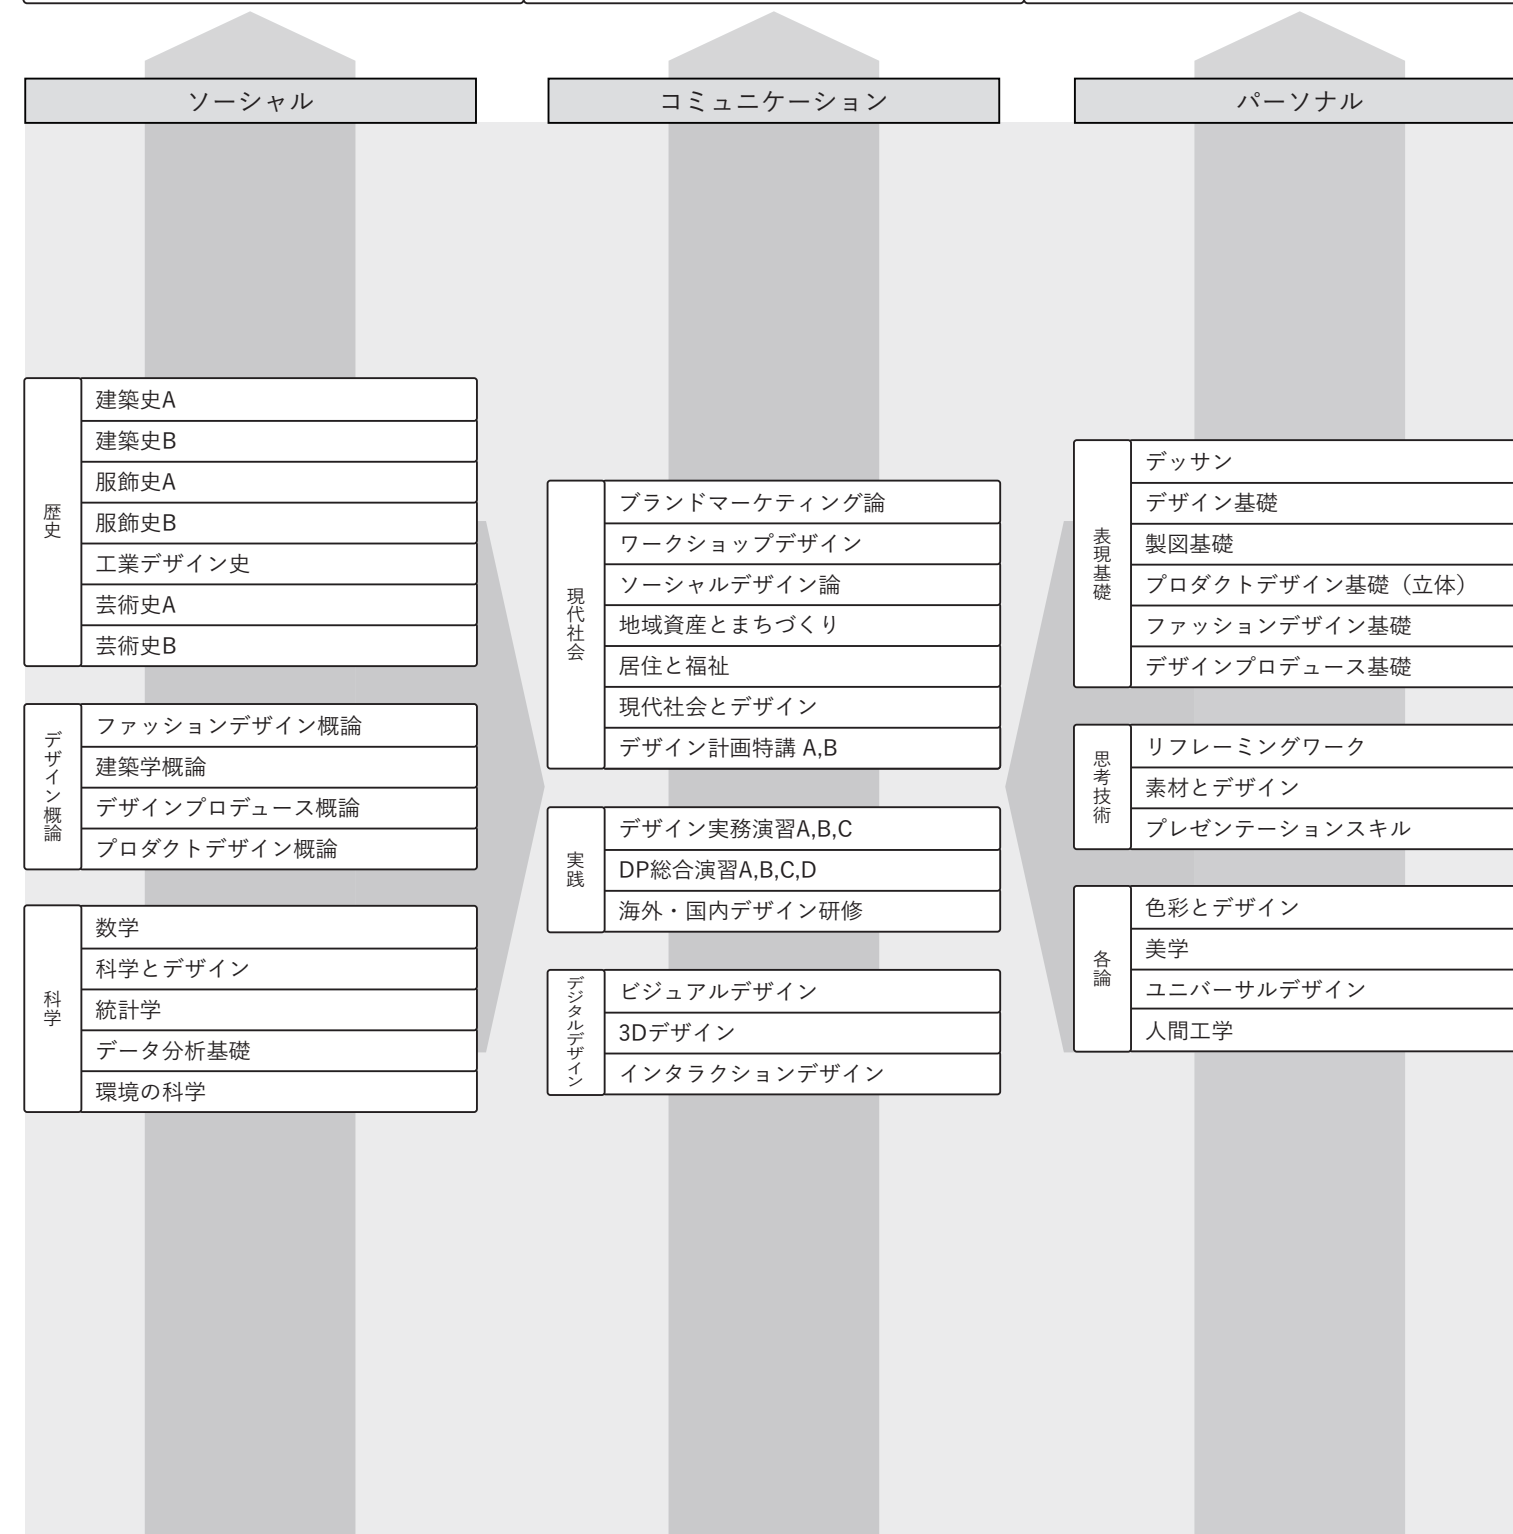 ソーシャル
歴史
建築史A
建築史B
服飾史A
服飾史B
工業デザイン史
芸術史A
芸術史B
デザイン概論
ファッションデザイン概論
建築学概論
デザインプロデュース概論
プロダクトデザイン概論
科学
数学
科学とデザイン
統計学
データ分析基礎
環境の科学
コミュニケーション
現代社会
ブランドマーケティング論
ワークショップデザイン
ソーシャルデザイン論
地域資産とまちづくり
居住と福祉
現代社会とデザイン
デザイン計画特講 A,B
実践
デザイン実務演習A,B,C
DP総合演習A,B,C,D
海外・国内デザイン研修
デジタルデザイン
ビジュアルデザイン
3Dデザイン
インタラクションデザイン
パーソナル
表現基礎
デッサン
デザイン基礎
製図基礎
プロダクトデザイン基礎（立体）
ファッションデザイン基礎
デザインプロデュース基礎
思考技術
リフレーミングワーク
素材とデザイン
プレゼンテーションスキル
各論
色彩とデザイン
美学
ユニバーサルデザイン
人間工学